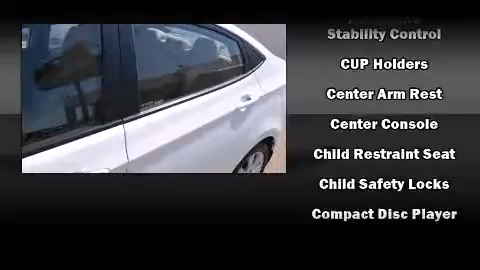 Stability Control
CUP Holders
Center Arm Rest
Center Console
Child Restraint Seat
Child Safety Locks
Compact Disc Player